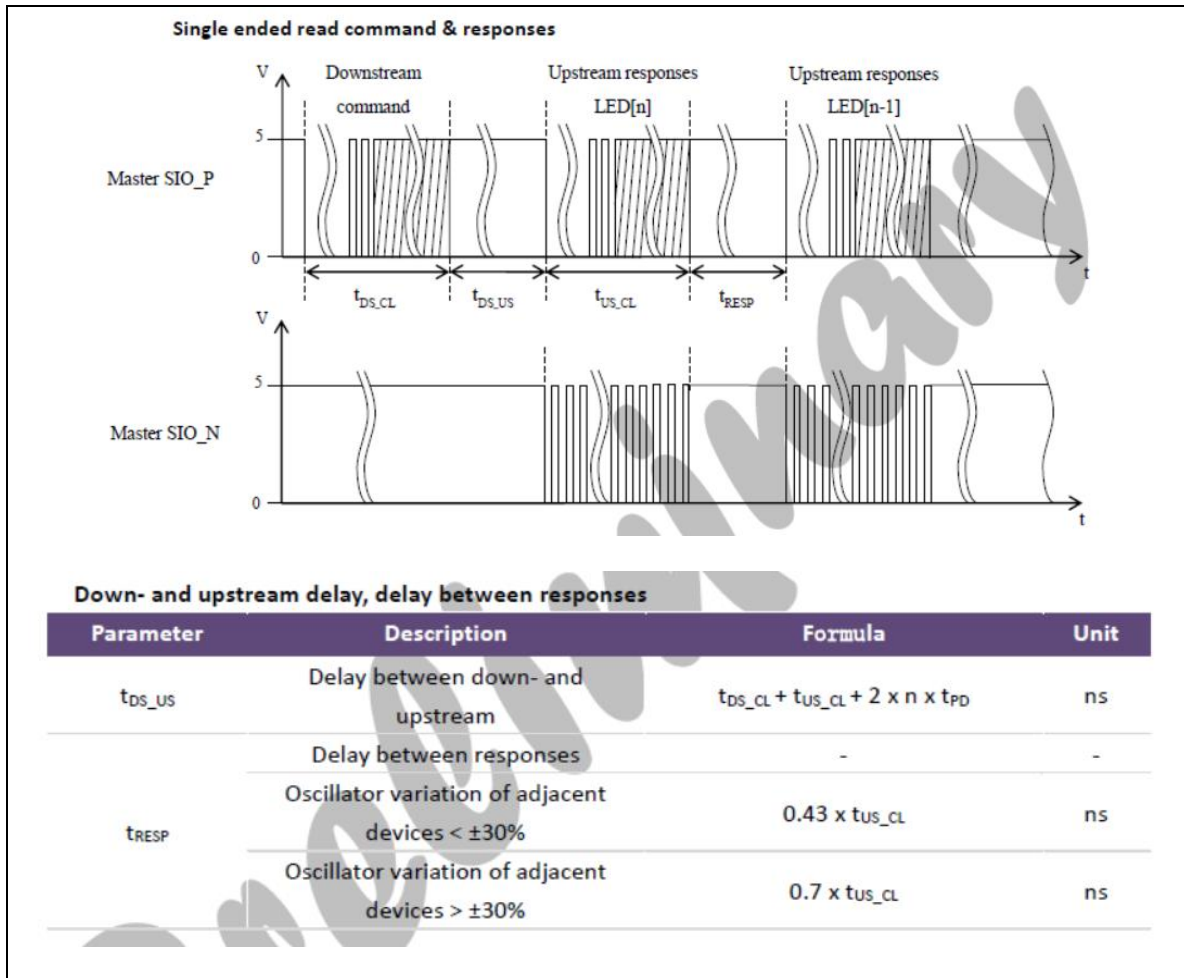 Single ended read command & responses
V
Downstream command
Upstream responses LED[n]
Upstream responses LED[n-1]
5
Master SIO_P
0
t
tDS_CL
tDS_US
tUS_CL
tRESP
V
5
Master SIO_N
0
t
Down- and upstream delay, delay between responses
Parameter Description Formula Unit
tDS_US Delay between down- and upstream tDS_CL + tUS_CL + 2 x n x tPD ns
tRESP Delay between responses - -
Oscillator variation of adjacent devices < ±30% 0.43 x tUS_CL ns
Oscillator variation of adjacent devices > ±30% 0.7 x tUS_CL ns
Preliminary